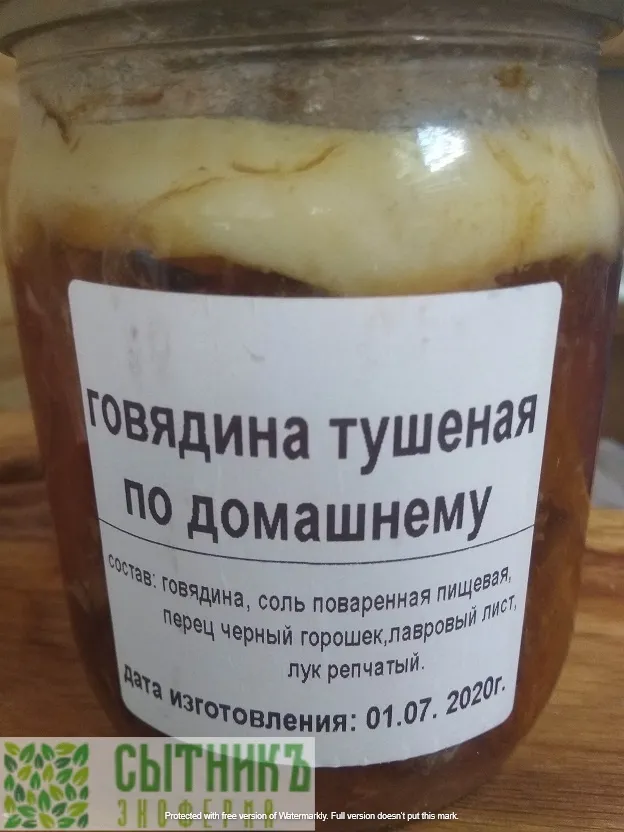 говядина тушеная
по домашнему
состав: говядина, соль поваренная пищевая,
перец черный горошек,лавровый лист,
лук репчатый.
дата изготовления: 01.07. 2020г.
СЫТНИКЪ
ЭКОФЕРМА
Protected with free version of Watermarkly. Full version doesn't put this mark.